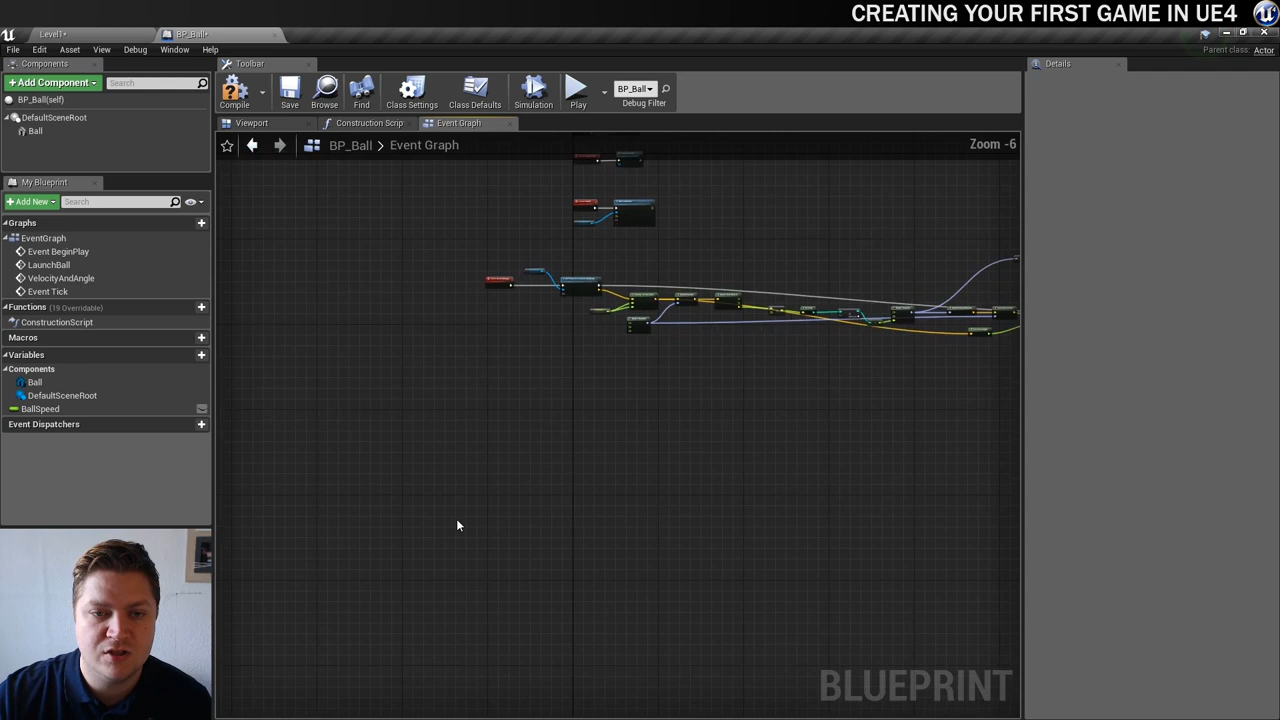 CREATING YOUR FIRST GAME IN UE4
Level1*
BP_Ball*
File Edit Asset View Debug Window Help
Parent class: Actor
Components
Toolbar
Details
+Add Component
Search
BP_Ball(self)
DefaultSceneRoot
Ball
Compile Save Browse Find Class Settings Class Defaults Simulation Play
BP_Ball
Debug Filter
Viewport
Construction Scrip
Event Graph
BP_Ball > Event Graph
Zoom -6
My Blueprint
+Add New
Search
Graphs
EventGraph
Event BeginPlay
LaunchBall
VelocityAndAngle
Event Tick
Functions (19 Overridable)
ConstructionScript
Macros
Variables
Components
Ball
DefaultSceneRoot
BallSpeed
Event Dispatchers
BLUEPRINT